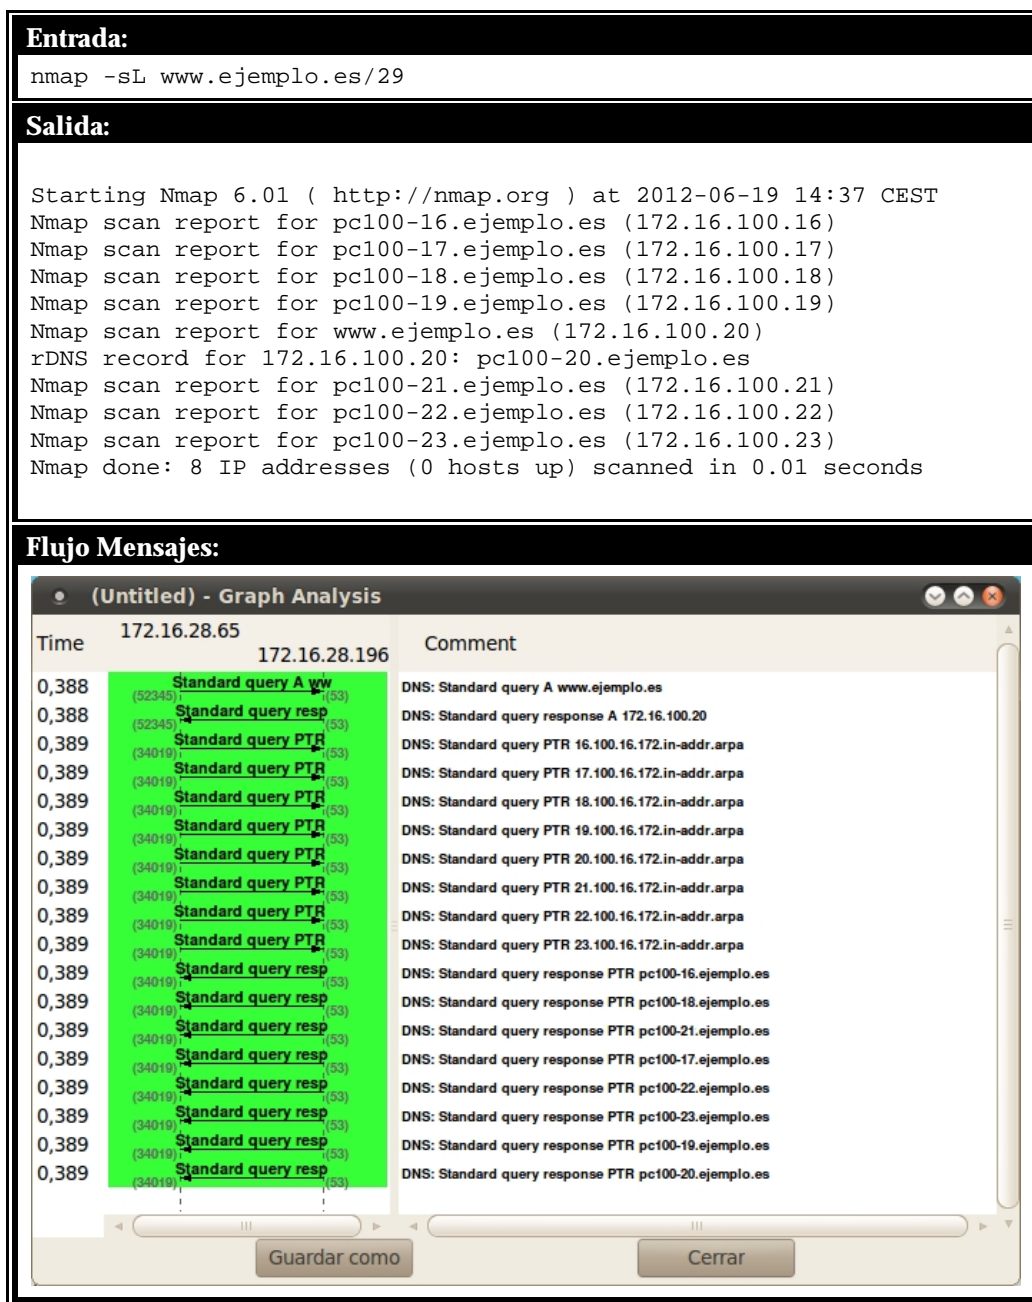 Entrada:
nmap -sL www.ejemplo.es/29
Salida:
Starting Nmap 6.01 ( http://nmap.org ) at 2012-06-19 14:37 CEST
Nmap scan report for pc100-16.ejemplo.es (172.16.100.16)
Nmap scan report for pc100-17.ejemplo.es (172.16.100.17)
Nmap scan report for pc100-18.ejemplo.es (172.16.100.18)
Nmap scan report for pc100-19.ejemplo.es (172.16.100.19)
Nmap scan report for www.ejemplo.es (172.16.100.20)
rDNS record for 172.16.100.20: pc100-20.ejemplo.es
Nmap scan report for pc100-21.ejemplo.es (172.16.100.21)
Nmap scan report for pc100-22.ejemplo.es (172.16.100.22)
Nmap scan report for pc100-23.ejemplo.es (172.16.100.23)
Nmap done: 8 IP addresses (0 hosts up) scanned in 0.01 seconds
Flujo Mensajes:
(Untitled) - Graph Analysis
Time 172.16.28.65 172.16.28.196 Comment
0,388 Standard query A ww (52345) (53) DNS: Standard query A www.ejemplo.es
0,388 Standard query resp (52345) (53) DNS: Standard query response A 172.16.100.20
0,389 Standard query PTR (34019) (53) DNS: Standard query PTR 16.100.16.172.in-addr.arpa
0,389 Standard query PTR (34019) (53) DNS: Standard query PTR 17.100.16.172.in-addr.arpa
0,389 Standard query PTR (34019) (53) DNS: Standard query PTR 18.100.16.172.in-addr.arpa
0,389 Standard query PTR (34019) (53) DNS: Standard query PTR 19.100.16.172.in-addr.arpa
0,389 Standard query PTR (34019) (53) DNS: Standard query PTR 20.100.16.172.in-addr.arpa
0,389 Standard query PTR (34019) (53) DNS: Standard query PTR 21.100.16.172.in-addr.arpa
0,389 Standard query PTR (34019) (53) DNS: Standard query PTR 22.100.16.172.in-addr.arpa
0,389 Standard query PTR (34019) (53) DNS: Standard query PTR 23.100.16.172.in-addr.arpa
0,389 Standard query resp (34019) (53) DNS: Standard query response PTR pc100-16.ejemplo.es
0,389 Standard query resp (34019) (53) DNS: Standard query response PTR pc100-18.ejemplo.es
0,389 Standard query resp (34019) (53) DNS: Standard query response PTR pc100-21.ejemplo.es
0,389 Standard query resp (34019) (53) DNS: Standard query response PTR pc100-17.ejemplo.es
0,389 Standard query resp (34019) (53) DNS: Standard query response PTR pc100-22.ejemplo.es
0,389 Standard query resp (34019) (53) DNS: Standard query response PTR pc100-23.ejemplo.es
0,389 Standard query resp (34019) (53) DNS: Standard query response PTR pc100-19.ejemplo.es
0,389 Standard query resp (34019) (53) DNS: Standard query response PTR pc100-20.ejemplo.es
Guardar como Cerrar